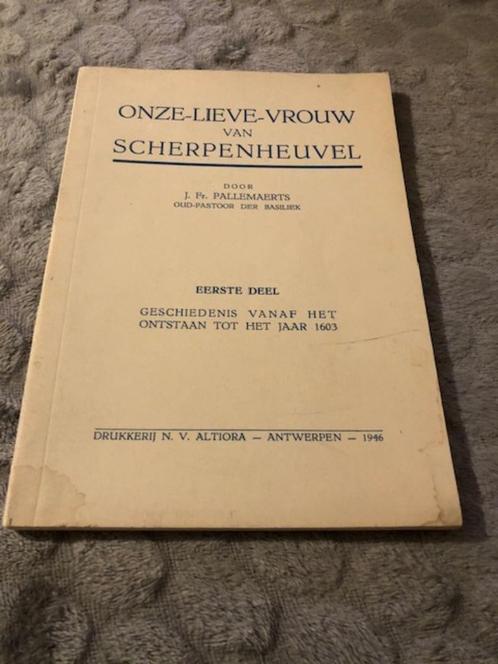 ONZE-LIEVE-VROUW
VAN
SCHERPENHEUVEL
DOOR
J. Fr. PALLEMAERTS
OUD-PASTOOR DER BASILIEK
EERSTE DEEL
GESCHIEDENIS VANAF HET
ONTSTAAN TOT HET JAAR 1603
DRUKKERIJ N. V. ALTIORA — ANTWERPEN — 1946